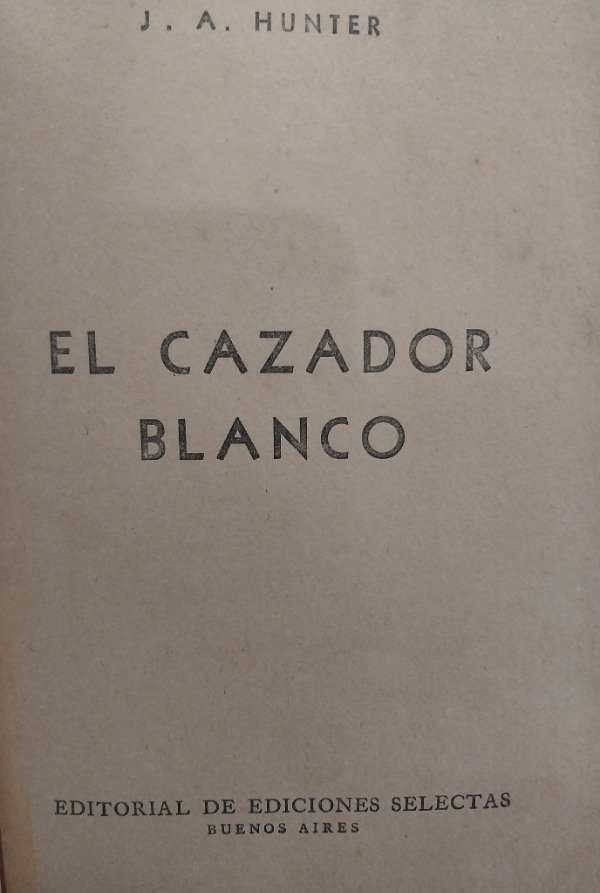 J. A. HUNTER
EL CAZADOR
BLANCO
EDITORIAL DE EDICIONES SELECTAS
BUENOS AIRES